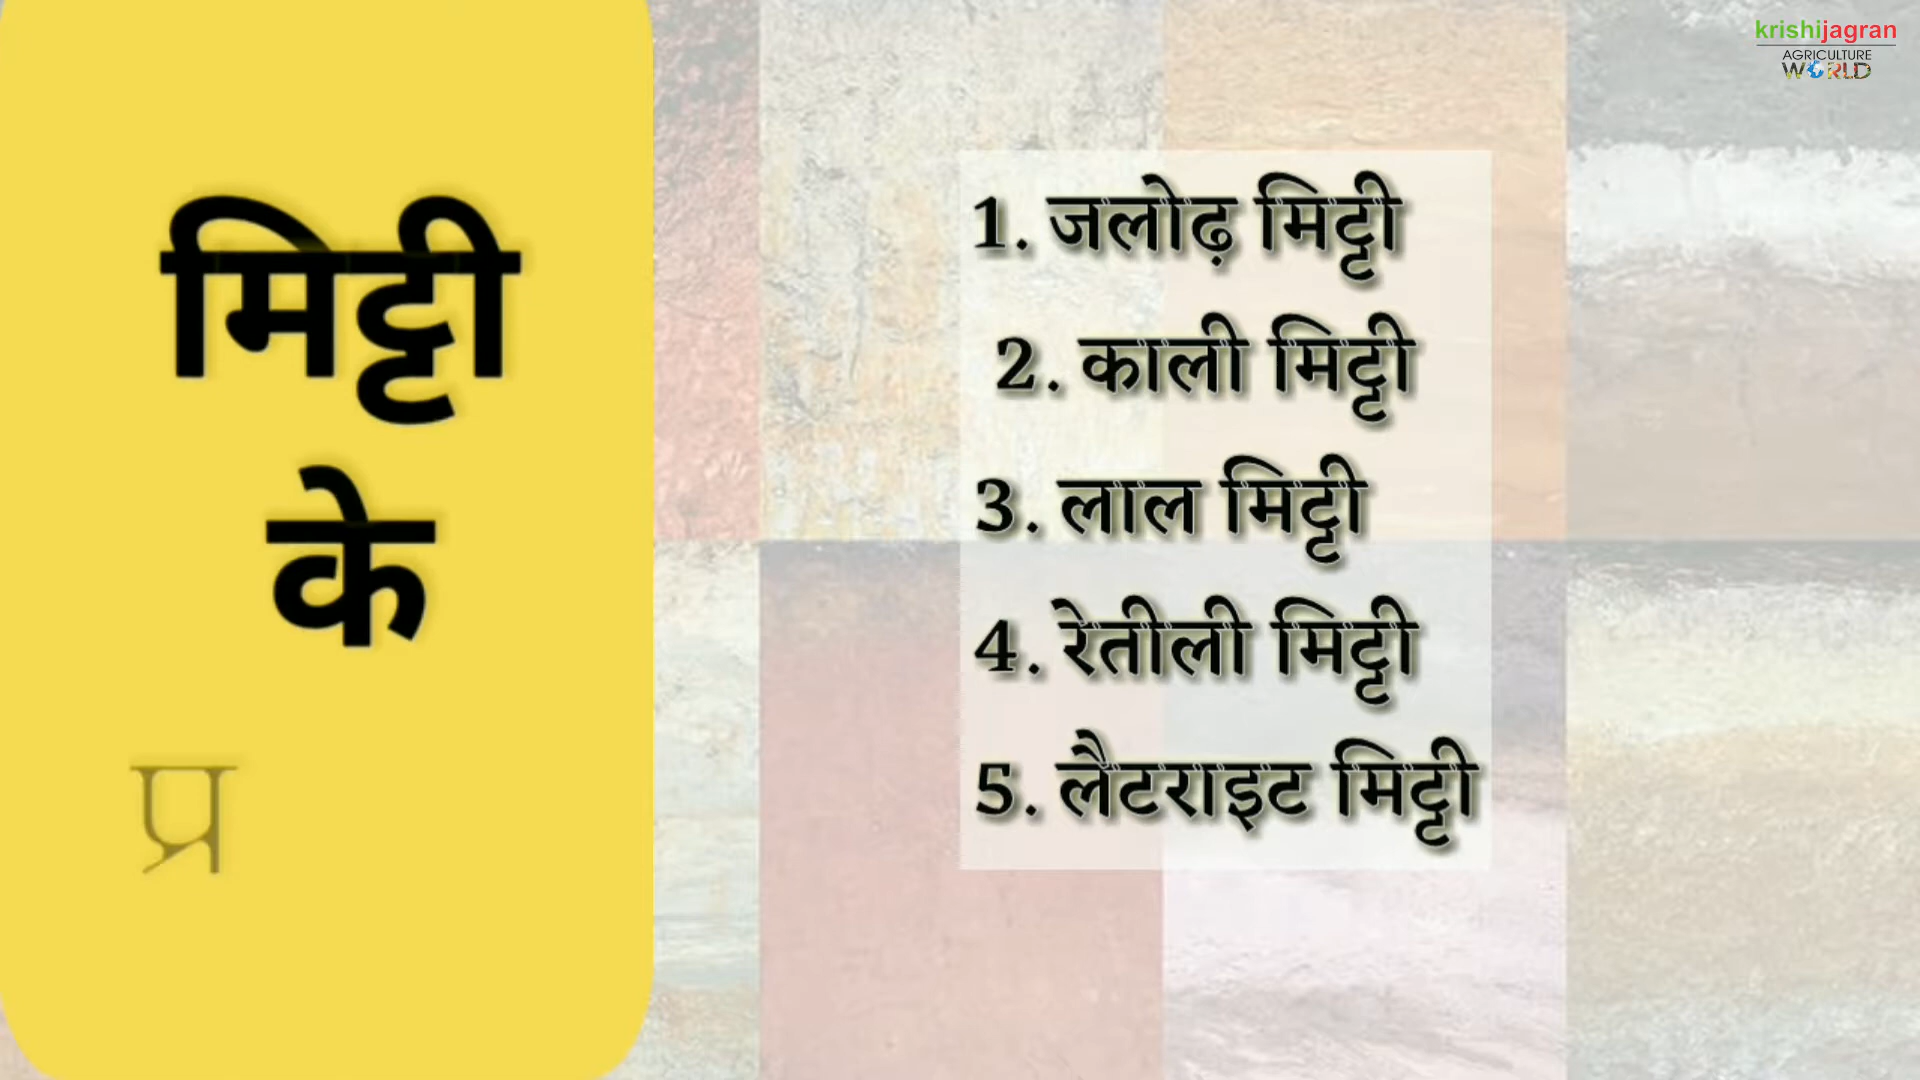 मिट्टी
के
प्र
krishijagran
AGRICULTURE
WORLD
1. जलोढ़ मिट्टी
2. काली मिट्टी
3. लाल मिट्टी
4. रेतीली मिट्टी
5. लैटराइट मिट्टी